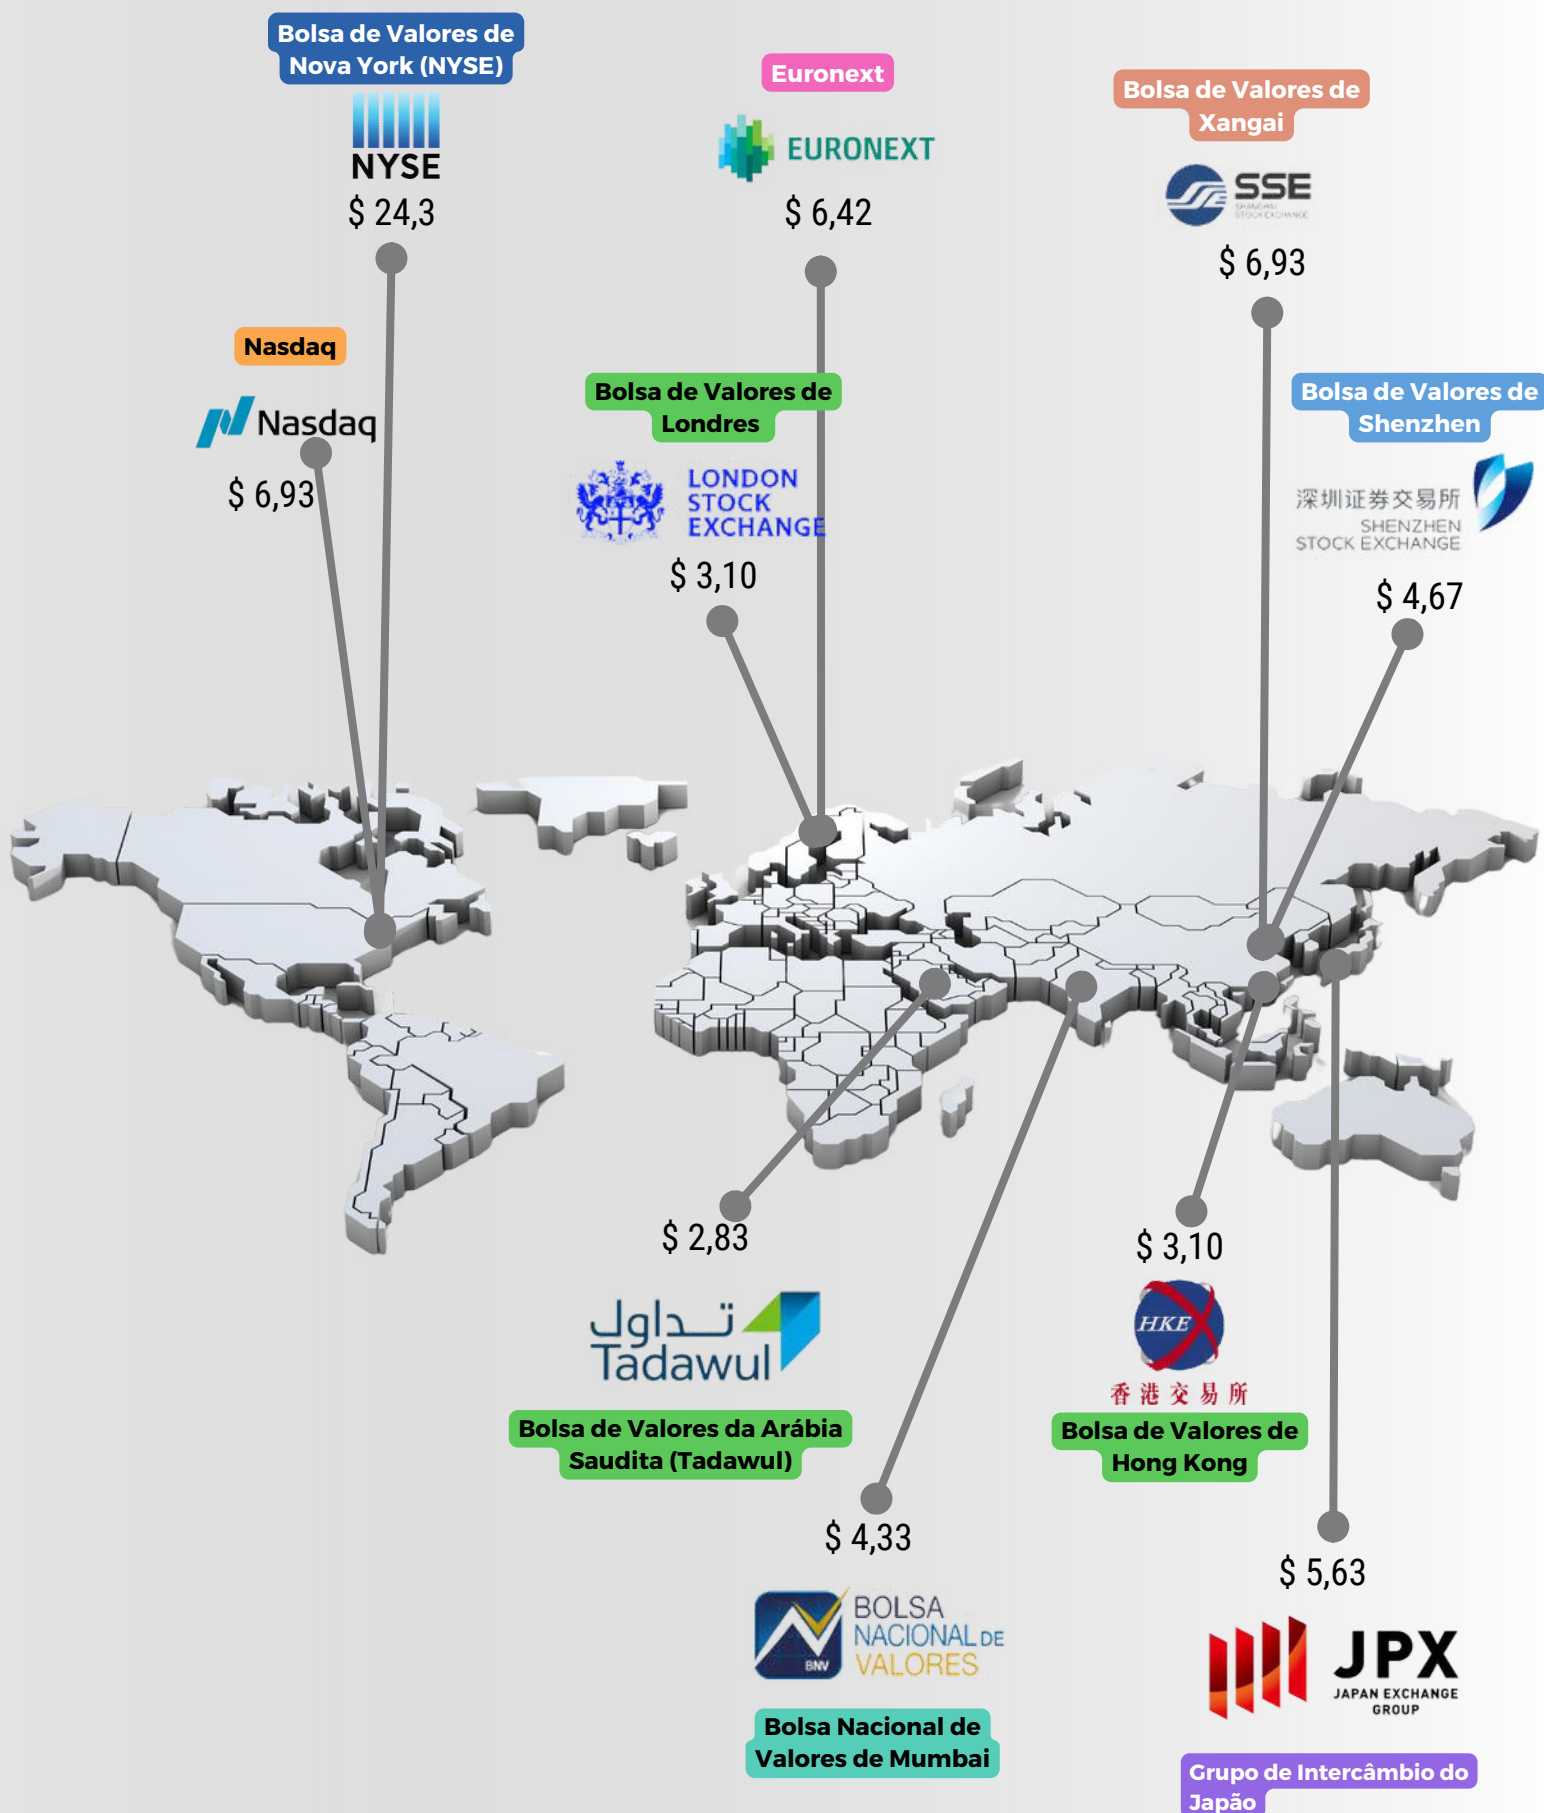 Bolsa de Valores de
Nova York (NYSE)
NYSE
$ 24,3
Euronext
EURONEXT
$ 6,42
Bolsa de Valores de
Xangai
SSE
SHANGHAI
STOCK EXCHANGE
$ 6,93
Nasdaq
Nasdaq
$ 6,93
Bolsa de Valores de
Londres
LONDON
STOCK
EXCHANGE
$ 3,10
Bolsa de Valores de
Shenzhen
深圳证券交易所
SHENZHEN
STOCK EXCHANGE
$ 4,67
$ 2,83
تداول
Tadawul
Bolsa de Valores da Arábia
Saudita (Tadawul)
$ 3,10
HKEX
香港交易所
Bolsa de Valores de
Hong Kong
$ 4,33
BNV
BOLSA
NACIONAL DE
VALORES
Bolsa Nacional de
Valores de Mumbai
$ 5,63
JPX
JAPAN EXCHANGE
GROUP
Grupo de Intercâmbio do
Japão